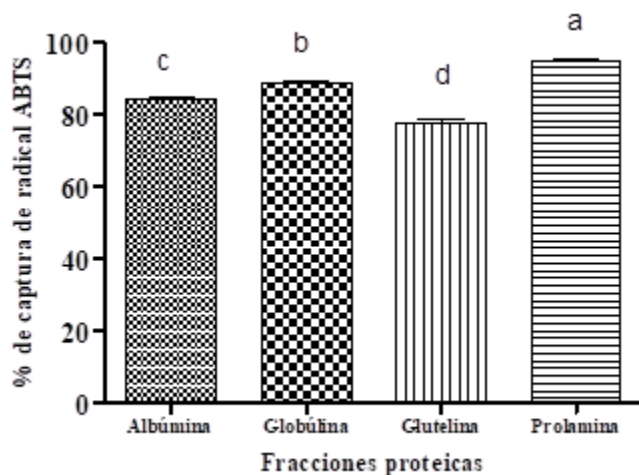 % de captura de radical ABTS
100
80
60
40
20
0
c
b
d
a
Albúmina
Globúlina
Glutelina
Prolamina
Fracciones proteicas